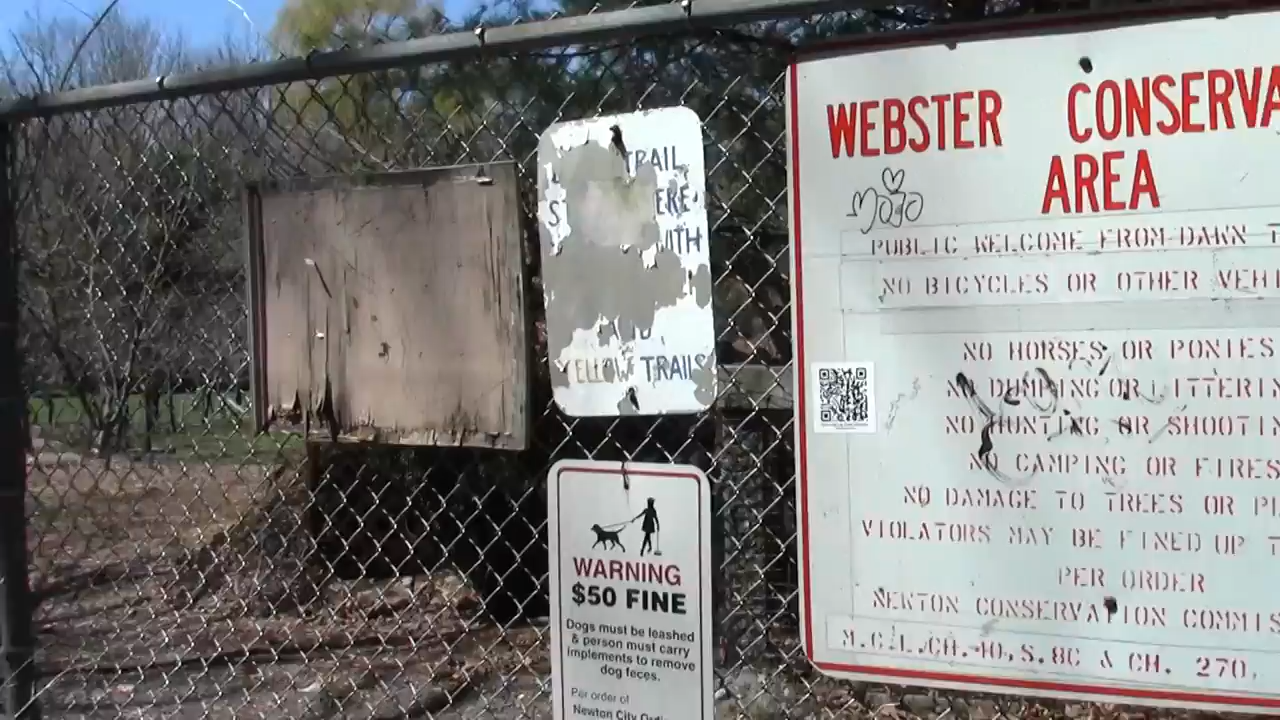 TRAIL
WITH
YELLOW TRAILS
WARNING
$50 FINE
Dogs must be leashed
& person must carry
implements to remove
dog feces.
Per order of
Newton City
WEBSTER CONSERVA
AREA
Mojo
PUBLIC WELCOME FROM DAWN T
NO BICYCLES OR OTHER VEHI
NO HORSES OR PONIES
NO DUMPING OR LITTERIN
NO HUNTING OR SHOOTIN
NO CAMPING OR FIRES
NO DAMAGE TO TREES OR PL
VIOLATORS MAY BE FINED UP T
PER ORDER
NEWTON CONSERVATION COMMIS
M.G.L.CH.40,S.8C & CH. 270,